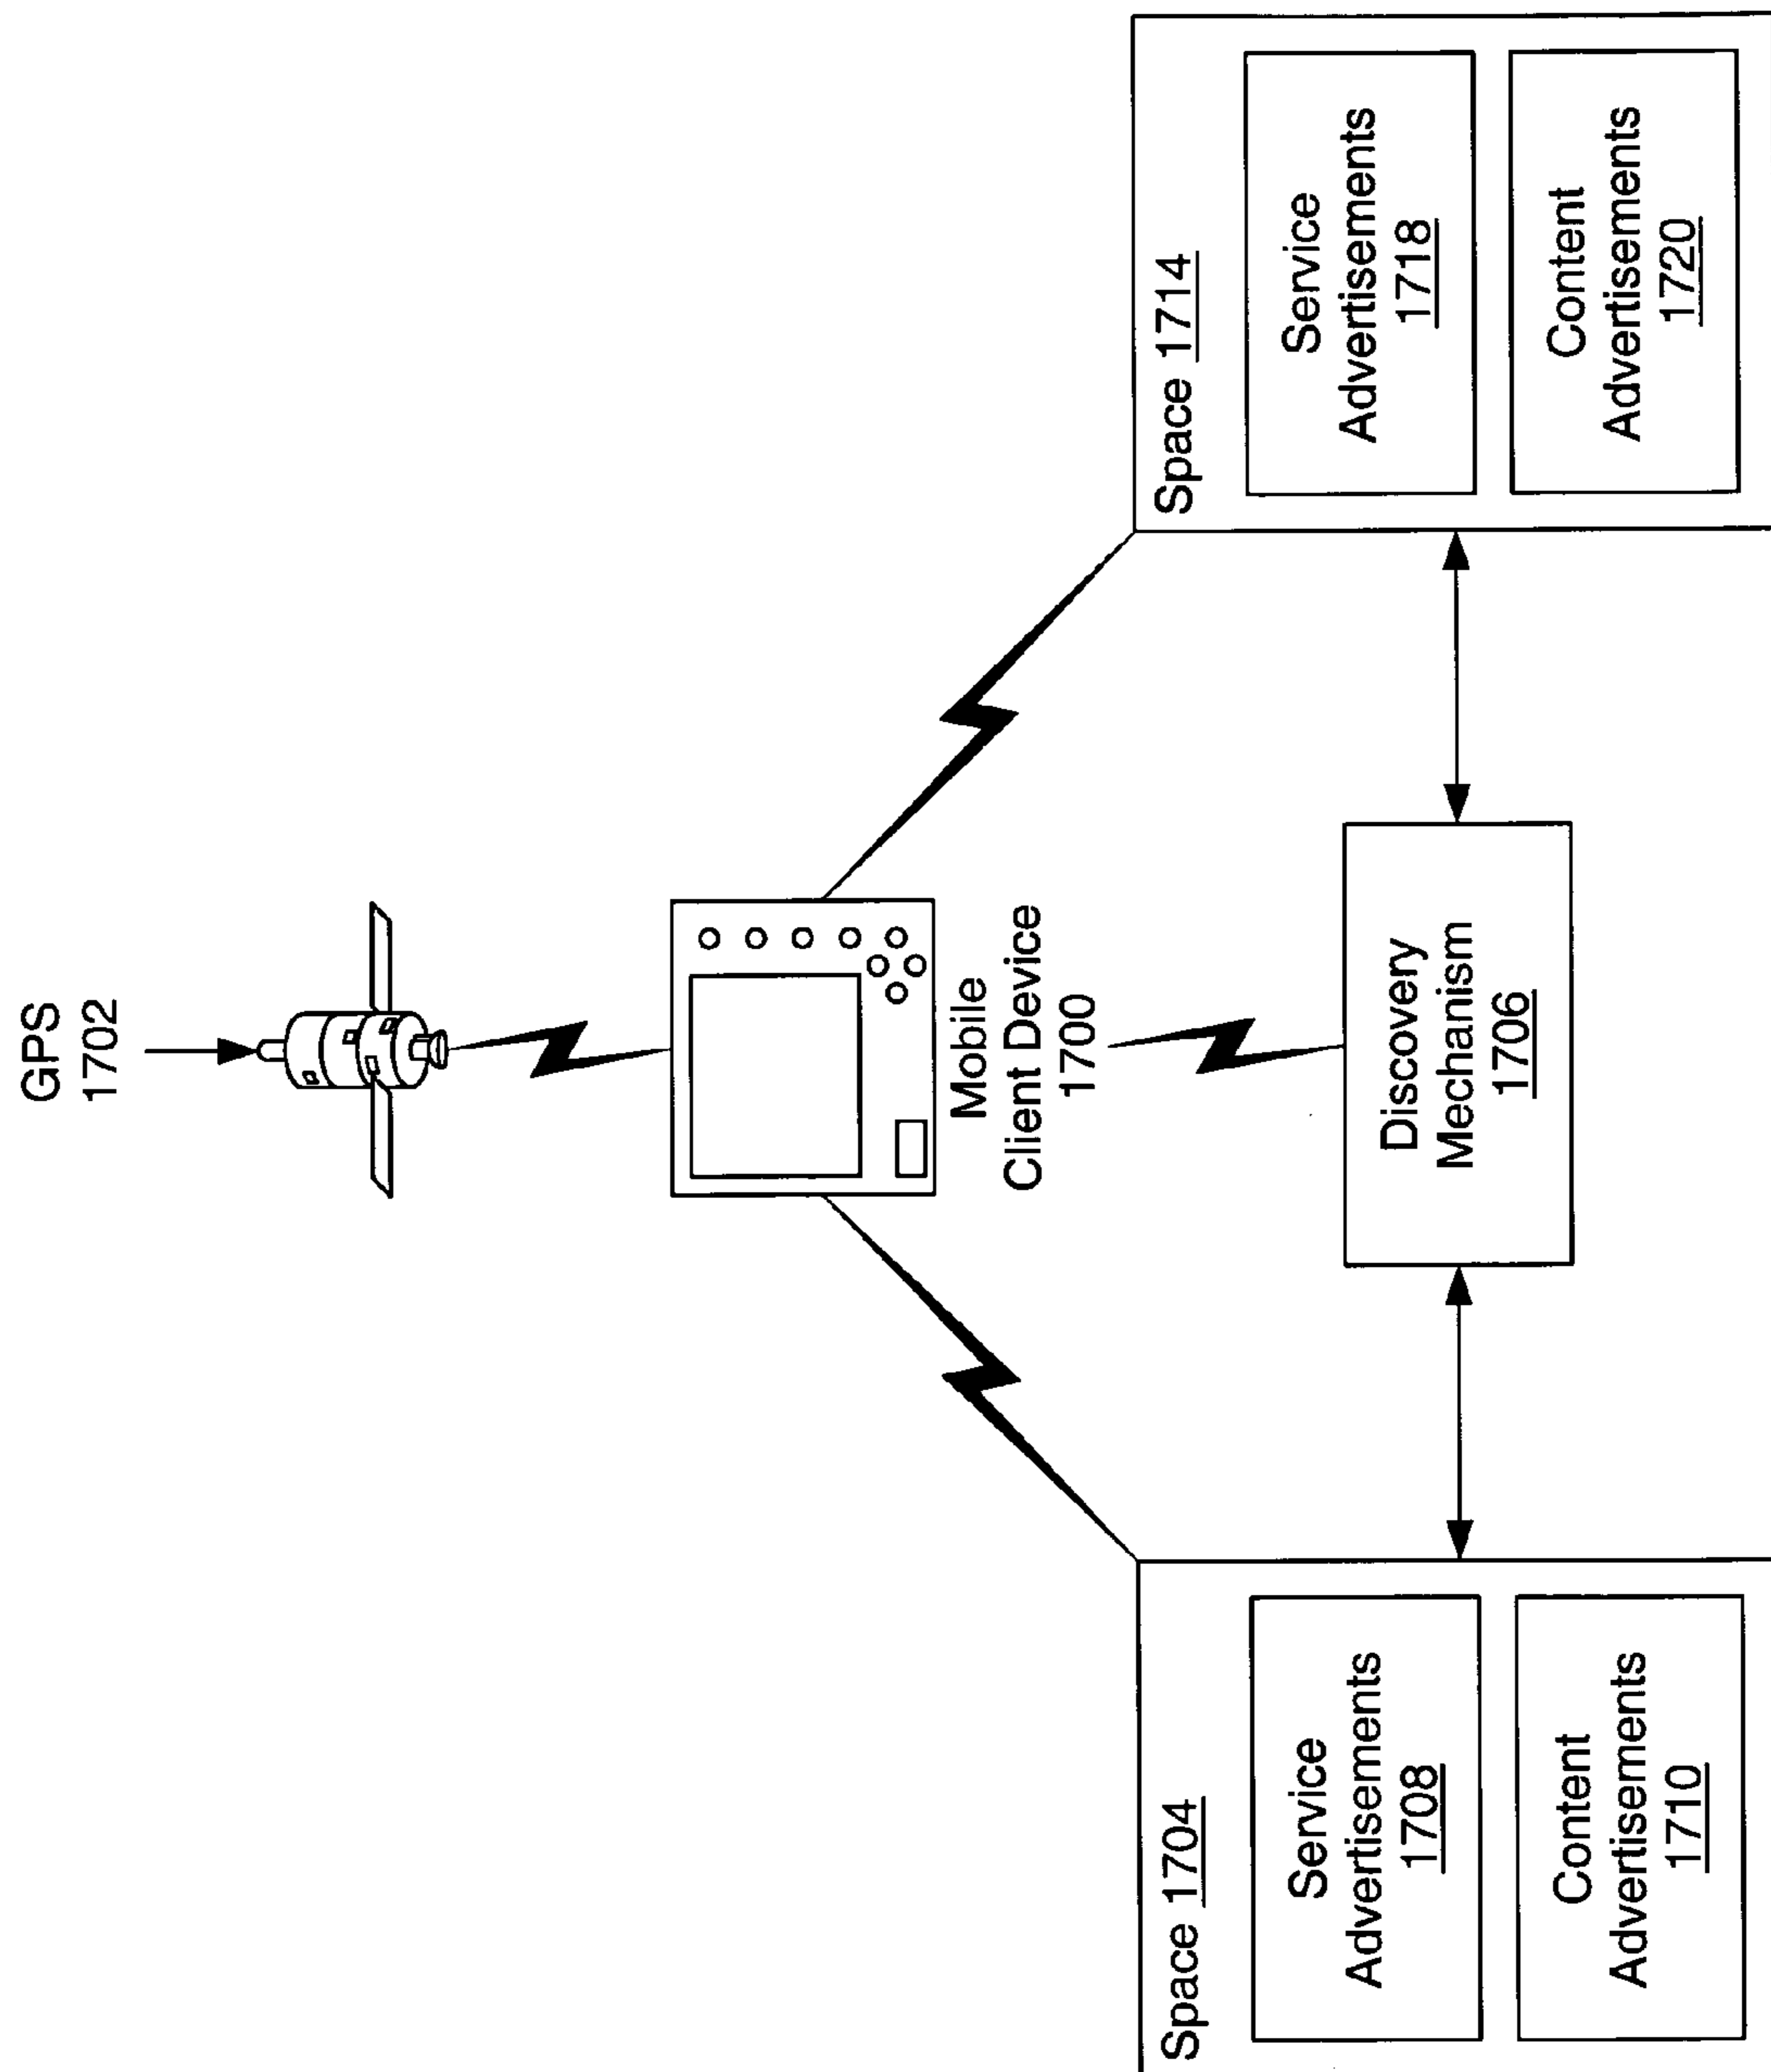 GPS
1702
Mobile
Client Device
1700
Discovery
Mechanism
1706
Space 1704
Service
Advertisements
1708
Content
Advertisements
1710
Space 1714
Service
Advertisements
1718
Content
Advertisements
1720